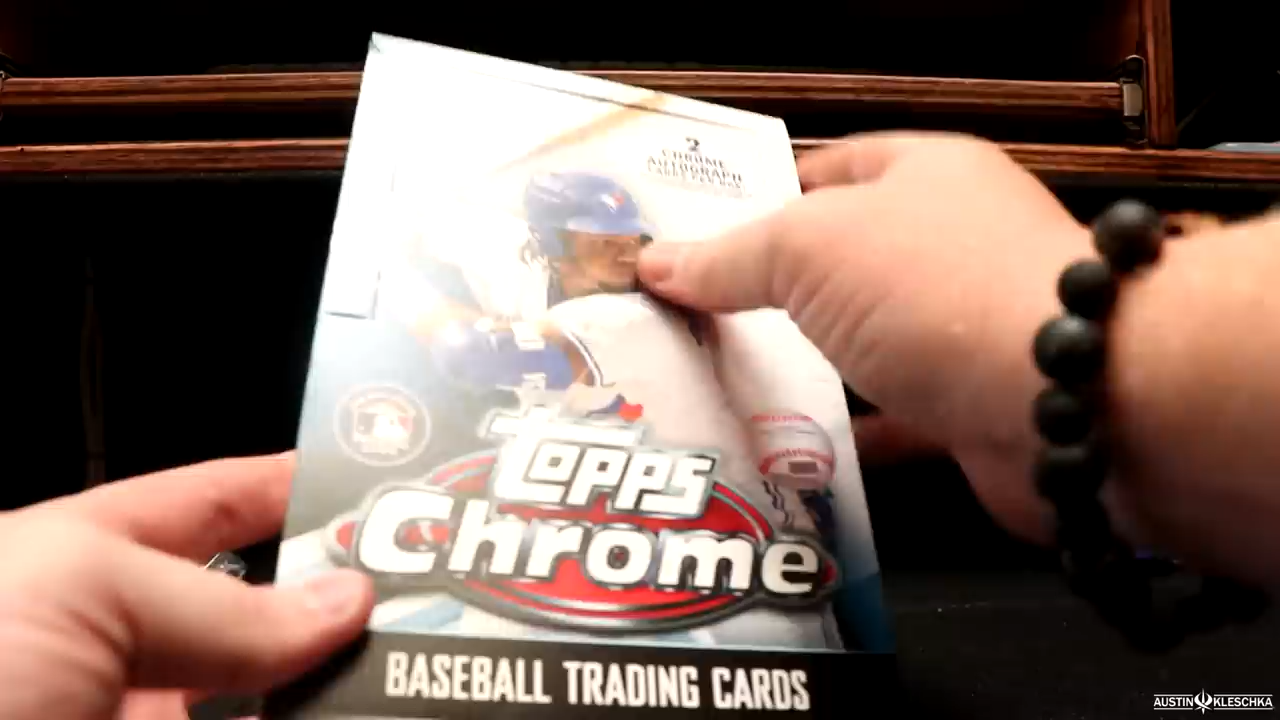 2
CHROME
AUTOGRAPH
CARDS PER BOX
Topps
Chrome
BASEBALL TRADING CARDS
AUSTIN KLESCHKA